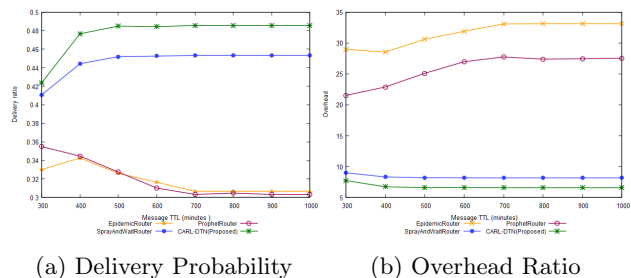 0.5
0.48
0.46
0.44
0.42
0.4
0.38
0.36
0.34
0.32
0.3
Delivery ratio
300 400 500 600 700 800 900 1000
Message TTL (minutes )
EpidemicRouter ProphetRouter
SprayAndWaitRouter CARL-DTN(Proposed)
(a) Delivery Probability
35
30
25
20
15
10
5
Overhead
300 400 500 600 700 800 900 1000
Message TTL (minutes)
EpidemicRouter ProphetRouter
SprayAndWaitRouter CARL-DTN(Proposed)
(b) Overhead Ratio